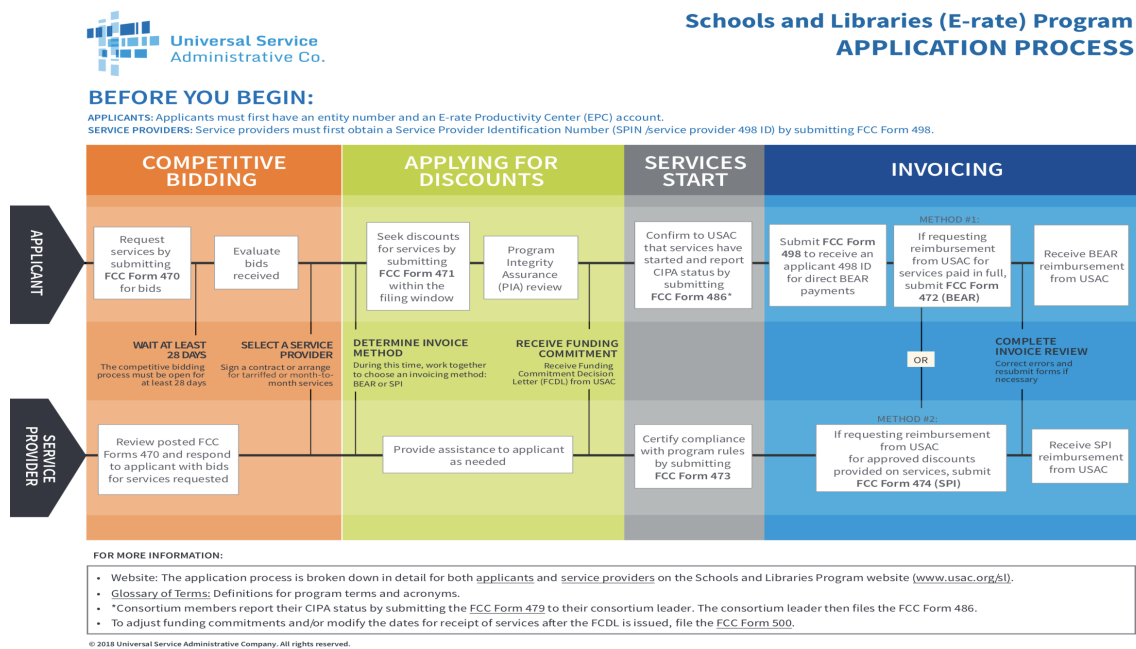 Universal Service
Administrative Co.
Schools and Libraries (E-rate) Program
APPLICATION PROCESS
BEFORE YOU BEGIN:
APPLICANTS: Applicants must first have an entity number and an E-rate Productivity Center (EPC) account.
SERVICE PROVIDERS: Service providers must first obtain a Service Provider Identification Number (SPIN /service provider 498 ID) by submitting FCC Form 498.
COMPETITIVE
BIDDING
APPLYING FOR
DISCOUNTS
SERVICES
START
INVOICING
APPLICANT
Request
services by
submitting
FCC Form 470
for bids
Evaluate
bids
received
Seek discounts
for services by
submitting
FCC Form 471
within the
filing window
Program
Integrity
Assurance
(PIA) review
Confirm to USAC
that services have
started and report
CIPA status by
submitting
FCC Form 486*
Submit FCC Form
498 to receive an
applicant 498 ID
for direct BEAR
payments
METHOD #1:
If requesting
reimbursement
from USAC for
services paid in full,
submit FCC Form
472 (BEAR)
Receive BEAR
reimbursement
from USAC
WAIT AT LEAST
28 DAYS
The competitive bidding
process must be open for
at least 28 days
SELECT A SERVICE
PROVIDER
Sign a contract or arrange
for tarriffed or month-to-
month services
DETERMINE INVOICE
METHOD
During this time, work together
to choose an invoicing method:
BEAR or SPI
RECEIVE FUNDING
COMMITMENT
Receive Funding
Commitment Decision
Letter (FCDL) from USAC
OR
COMPLETE
INVOICE REVIEW
Correct errors and
resubmit forms if
necessary
SERVICE
PROVIDER
Review posted FCC
Forms 470 and respond
to applicant with bids
for services requested
Provide assistance to applicant
as needed
Certify compliance
with program rules
by submitting
FCC Form 473
METHOD #2:
If requesting reimbursement
from USAC
for approved discounts
provided on services, submit
FCC Form 474 (SPI)
Receive SPI
reimbursement
from USAC
FOR MORE INFORMATION:
• Website: The application process is broken down in detail for both applicants and service providers on the Schools and Libraries Program website (www.usac.org/sl).
• Glossary of Terms: Definitions for program terms and acronyms.
• *Consortium members report their CIPA status by submitting the FCC Form 479 to their consortium leader. The consortium leader then files the FCC Form 486.
• To adjust funding commitments and/or modify the dates for receipt of services after the FCDL is issued, file the FCC Form 500.
© 2018 Universal Service Administrative Company. All rights reserved.